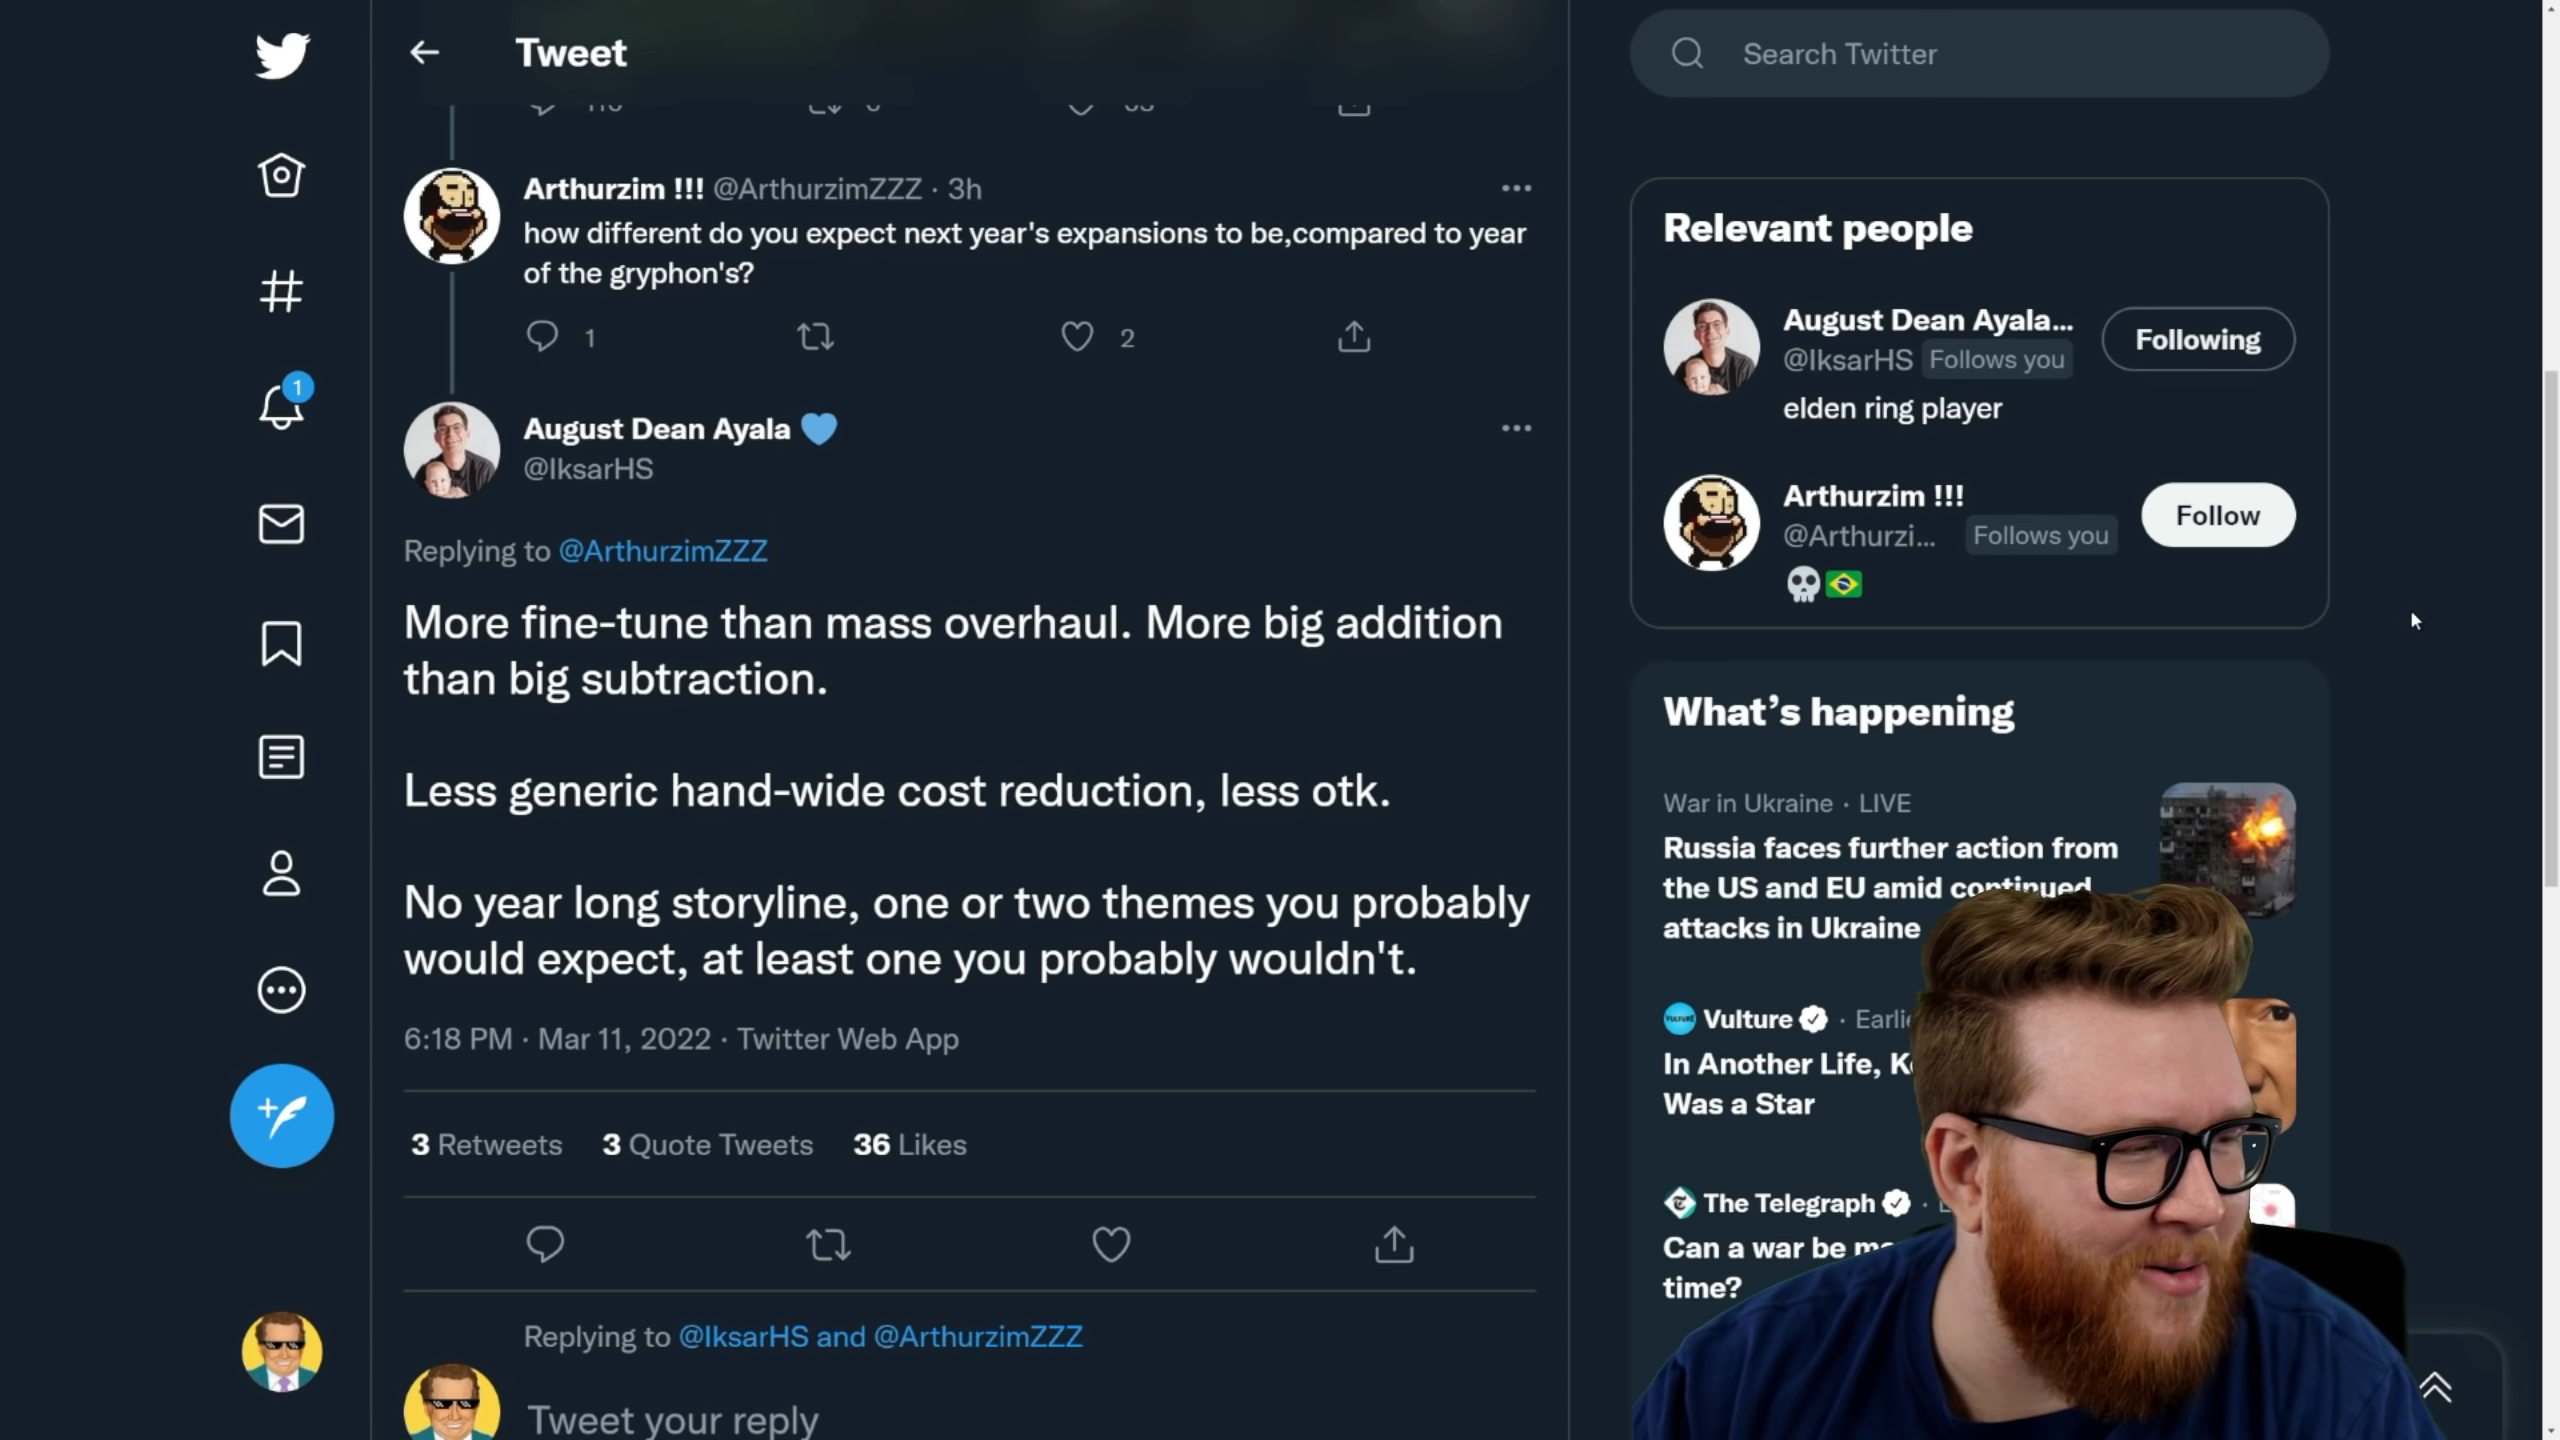 Tweet
Search Twitter
Arthurzim !!! @ArthurzimZZZ · 3h
how different do you expect next year's expansions to be,compared to year
of the gryphon's?
1
2
1
August Dean Ayala 💙
@IksarHS
Replying to @ArthurzimZZZ
More fine-tune than mass overhaul. More big addition
than big subtraction.
Less generic hand-wide cost reduction, less otk.
No year long storyline, one or two themes you probably
would expect, at least one you probably wouldn't.
6:18 PM · Mar 11, 2022 · Twitter Web App
3 Retweets 3 Quote Tweets 36 Likes
Replying to @IksarHS and @ArthurzimZZZ
Tweet your reply
Relevant people
August Dean Ayala...
@IksarHS Follows you
Following
elden ring player
Arthurzim !!!
@Arthurzi... Follows you
Follow
What's happening
War in Ukraine · LIVE
Russia faces further action from
the US and EU amid continued
attacks in Ukraine
VULTURE
Vulture ·
In Another Life,
Was a Star
The Telegraph ·
Can a war be
time?